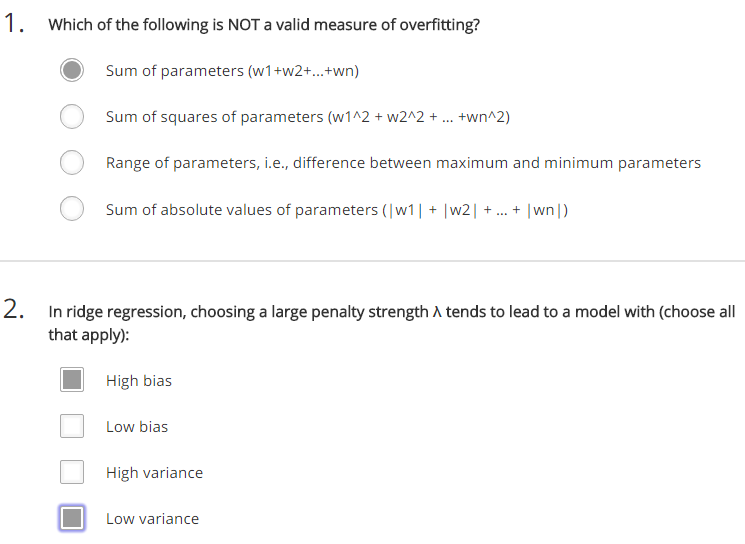 1. Which of the following is NOT a valid measure of overfitting?
Sum of parameters (w1+w2+...+wn)
Sum of squares of parameters (w1^2 + w2^2 + ... +wn^2)
Range of parameters, i.e., difference between maximum and minimum parameters
Sum of absolute values of parameters (|w1| + |w2| + ... + |wn|)
2. In ridge regression, choosing a large penalty strength λ tends to lead to a model with (choose all
that apply):
High bias
Low bias
High variance
Low variance